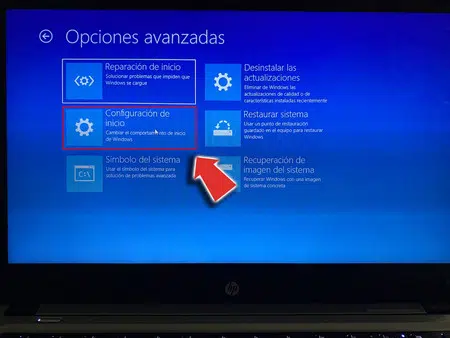 Opciones avanzadas
Reparación de inicio
Solucionar problemas que impiden que
Windows se cargue
Configuración de
inicio
Cambiar el comportamiento de inicio
de Windows
Símbolo del sistema
Usar el símbolo del sistema para
solución de problemas avanzada
C:\
Desinstalar las
actualizaciones
Eliminar de Windows las
actualizaciones de calidad o de
características instaladas recientemente
Restaurar sistema
Usar un punto de restauración
guardado en el equipo para restaurar
Windows
Recuperación de
imagen del sistema
Recuperar Windows con una imagen
de sistema concreta
hp